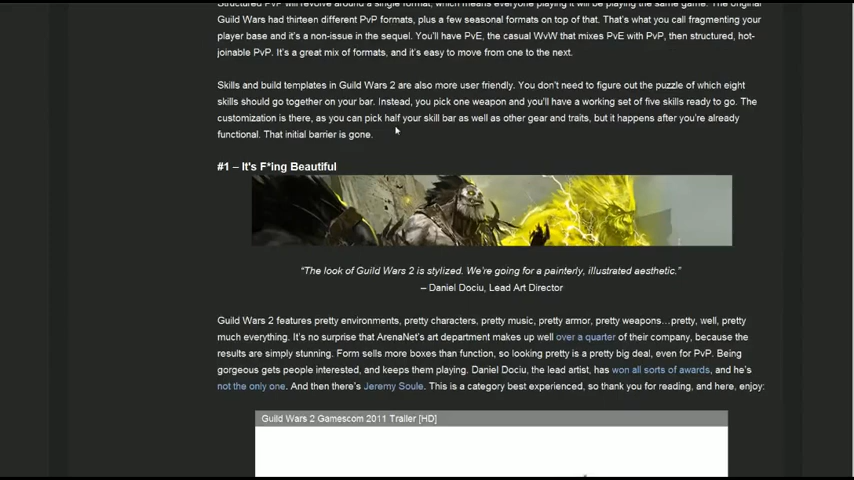 Structured PvP will revolve around a single format, which means everyone playing it will be playing the same game. The original
Guild Wars had thirteen different PvP formats, plus a few seasonal formats on top of that. That's what you call fragmenting your
player base and it's a non-issue in the sequel. You'll have PvE, the casual WvW that mixes PvE with PvP, then structured, hot-
joinable PvP. It's a great mix of formats, and it's easy to move from one to the next.
Skills and build templates in Guild Wars 2 are also more user friendly. You don't need to figure out the puzzle of which eight
skills should go together on your bar. Instead, you pick one weapon and you'll have a working set of five skills ready to go. The
customization is there, as you can pick half your skill bar as well as other gear and traits, but it happens after you're already
functional. That initial barrier is gone.
#1 – It's F*ing Beautiful
“The look of Guild Wars 2 is stylized. We're going for a painterly, illustrated aesthetic.”
– Daniel Dociu, Lead Art Director
Guild Wars 2 features pretty environments, pretty characters, pretty music, pretty armor, pretty weapons…pretty, well, pretty
much everything. It's no surprise that ArenaNet's art department makes up well over a quarter of their company, because the
results are simply stunning. Form sells more boxes than function, so looking pretty is a pretty big deal, even for PvP. Being
gorgeous gets people interested, and keeps them playing. Daniel Dociu, the lead artist, has won all sorts of awards, and he's
not the only one. And then there's Jeremy Soule. This is a category best experienced, so thank you for reading, and here, enjoy:
Guild Wars 2 Gamescom 2011 Trailer [HD]